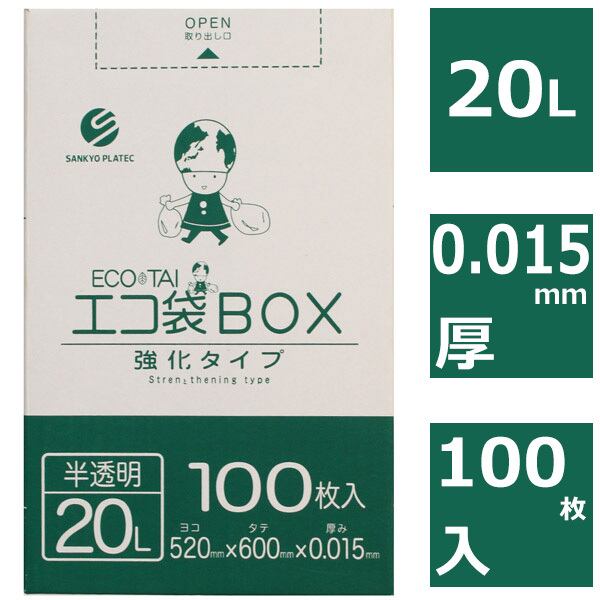 OPEN
取り出し口
SANKYO PLATEC
ECO TAI
エコ袋BOX
強化タイプ
Strengthening type
半透明
20L
100枚入
ヨコ タテ 厚み
520mm×600mm×0.015mm
20L
0.015
mm
厚
100
枚
入